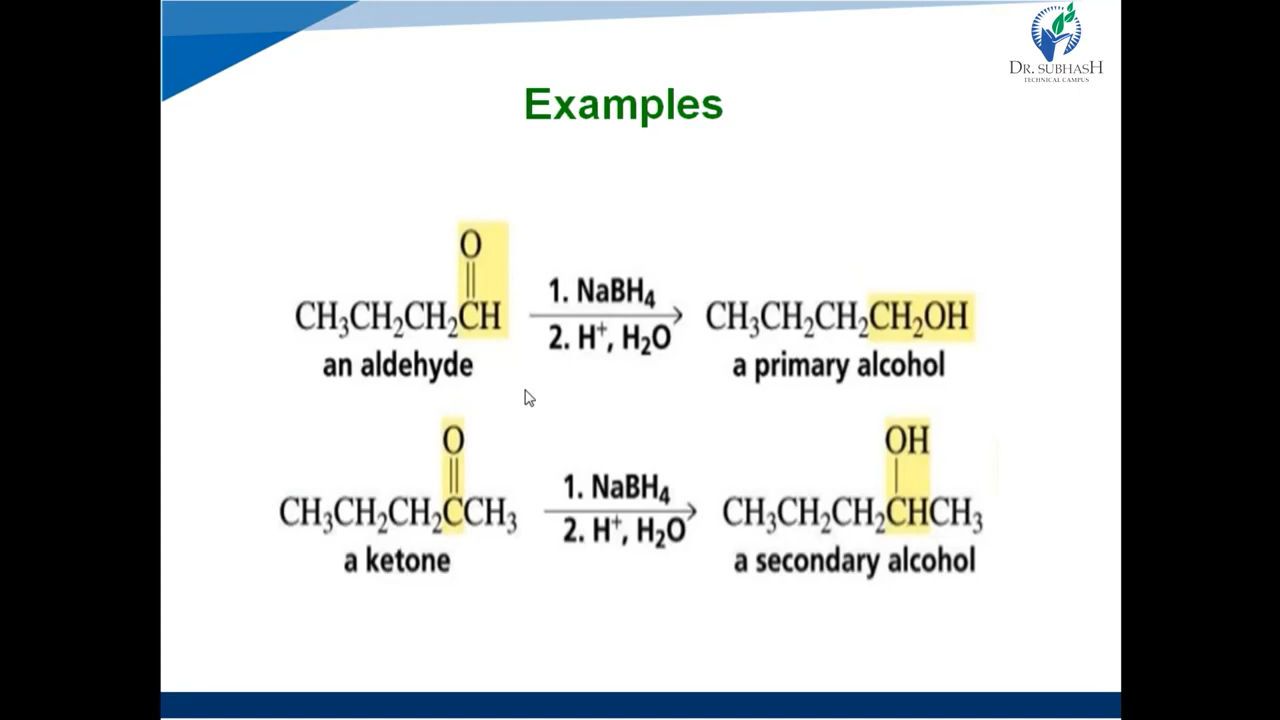 DR. SUBHASH
TECHNICAL CAMPUS
Examples
O
||
CH₃CH₂CH₂CH
1. NaBH₄
2. H⁺, H₂O
CH₃CH₂CH₂CH₂OH
an aldehyde
a primary alcohol
O
||
CH₃CH₂CH₂CCH₃
1. NaBH₄
2. H⁺, H₂O
OH
|
CH₃CH₂CH₂CHCH₃
a ketone
a secondary alcohol